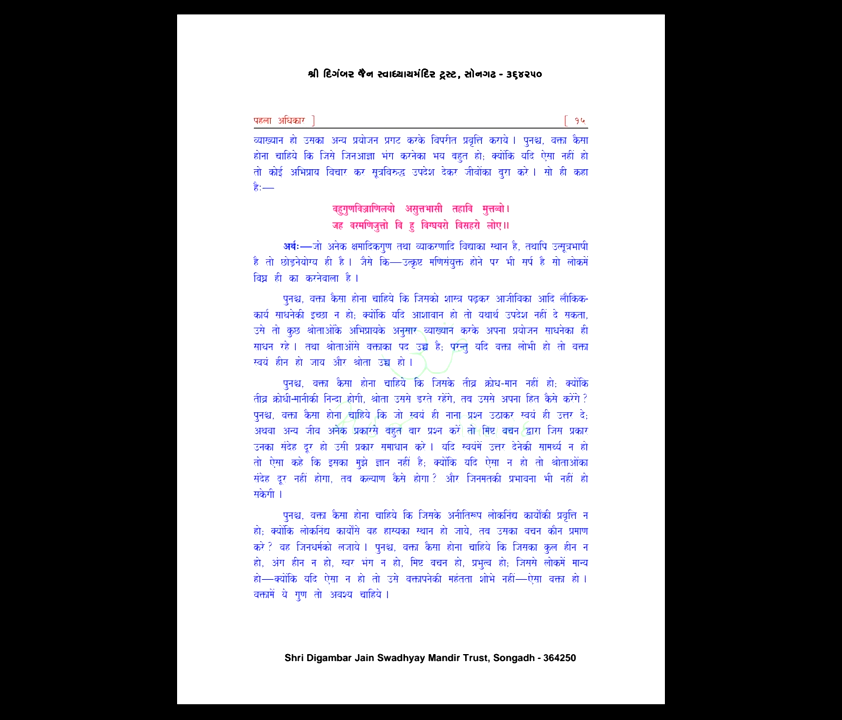 શ્રી દિગંબર જૈન સ્વાધ્યાયમંદિર ટ્રસ્ટ, સોનગઢ - ૩૬૪૨૫૦
पहला अधिकार ] [ १५
व्याख्यान हो उसका अन्य प्रयोजन प्रगट करके विपरीत प्रवृत्ति कराये। पुनश्च, वक्ता कैसा
होना चाहिये कि जिसे जिनआज्ञा भंग करनेका भय बहुत हो; क्योंकि यदि ऐसा नहीं हो
तो कोई अभिप्राय विचार कर सूत्रविरुद्ध उपदेश देकर जीवोंका बुरा करे। सो ही कहा
है:—
बहुगुणविज्जाणिलयो असुत्तभासी तहावि मुत्तव्वो।
जह वरमणिजुत्तो वि हु विग्घयरो विसहरो लोए॥
अर्थ:—जो अनेक क्षमादिकगुण तथा व्याकरणादि विद्याका स्थान है, तथापि उत्सूत्रभाषी
है तो छोड़नेयोग्य ही है। जैसे कि—उत्कृष्ट मणिसंयुक्त होने पर भी सर्प है सो लोकमें
विघ्न ही का करनेवाला है।
पुनश्च, वक्ता कैसा होना चाहिये कि जिसको शास्त्र पढ़कर आजीविका आदि लौकिक-
कार्य साधनेकी इच्छा न हो; क्योंकि यदि आशावान हो तो यथार्थ उपदेश नहीं दे सकता,
उसे तो कुछ श्रोताओंके अभिप्रायके अनुसार व्याख्यान करके अपना प्रयोजन साधनेका ही
साधन रहे। तथा श्रोताओंसे वक्ताका पद उच्च है; परन्तु यदि वक्ता लोभी हो तो वक्ता
स्वयं हीन हो जाय और श्रोता उच्च हो।
पुनश्च, वक्ता कैसा होना चाहिये कि जिसके तीव्र क्रोध-मान नहीं हो; क्योंकि
तीव्र क्रोधी-मानीकी निन्दा होगी, श्रोता उससे डरते रहेंगे, तब उससे अपना हित कैसे करेंगे?
पुनश्च, वक्ता कैसा होना चाहिये कि जो स्वयं ही नाना प्रश्न उठाकर स्वयं ही उत्तर दे;
अथवा अन्य जीव अनेक प्रकारसे बहुत बार प्रश्न करें तो मिष्ट वचन द्वारा जिस प्रकार
उनका संदेह दूर हो उसी प्रकार समाधान करे। यदि स्वयंमें उत्तर देनेकी सामर्थ्य न हो
तो ऐसा कहे कि इसका मुझे ज्ञान नहीं है; क्योंकि यदि ऐसा न हो तो श्रोताओंका
संदेह दूर नहीं होगा, तब कल्याण कैसे होगा? और जिनमतकी प्रभावना भी नहीं हो
सकेगी।
पुनश्च, वक्ता कैसा होना चाहिये कि जिसके अनीतिरूप लोकनिंद्य कार्योंकी प्रवृत्ति न
हो; क्योंकि लोकनिंद्य कार्योंसे वह हास्यका स्थान हो जाये, तब उसका वचन कौन प्रमाण
करे? वह जिनधर्मको लजाये। पुनश्च, वक्ता कैसा होना चाहिये कि जिसका कुल हीन न
हो, अंग हीन न हो, स्वर भंग न हो, मिष्ट वचन हो, प्रभुत्व हो; जिससे लोकमें मान्य
हो—क्योंकि यदि ऐसा न हो तो उसे वक्तापनेकी महंतता शोभे नहीं—ऐसा वक्ता हो।
वक्तामें ये गुण तो अवश्य चाहिये।
Shri Digambar Jain Swadhyay Mandir Trust, Songadh - 364250